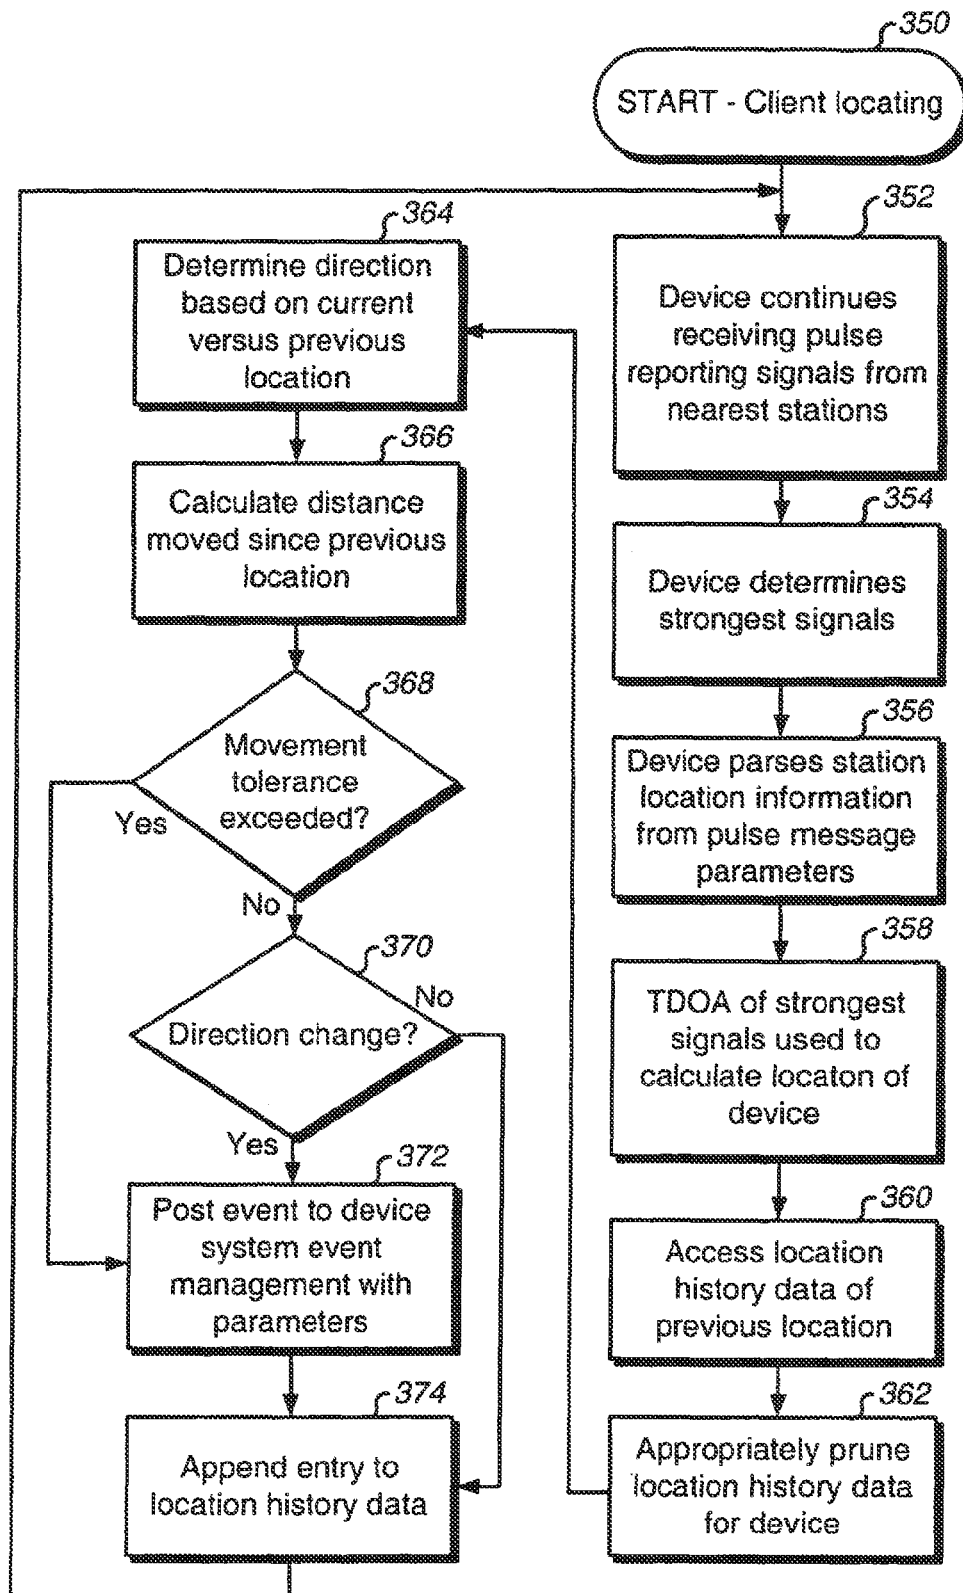 350
START - Client locating
352
Device continues
receiving pulse
reporting signals from
nearest stations
354
Device determines
strongest signals
356
Device parses station
location information
from pulse message
parameters
358
TDOA of strongest
signals used to
calculate locaton of
device
360
Access location
history data of
previous location
362
Appropriately prune
location history data
for device
364
Determine direction
based on current
versus previous
location
366
Calculate distance
moved since previous
location
368
Movement
tolerance
exceeded?
Yes
No
370
Direction change?
No
Yes
372
Post event to device
system event
management with
parameters
374
Append entry to
location history data